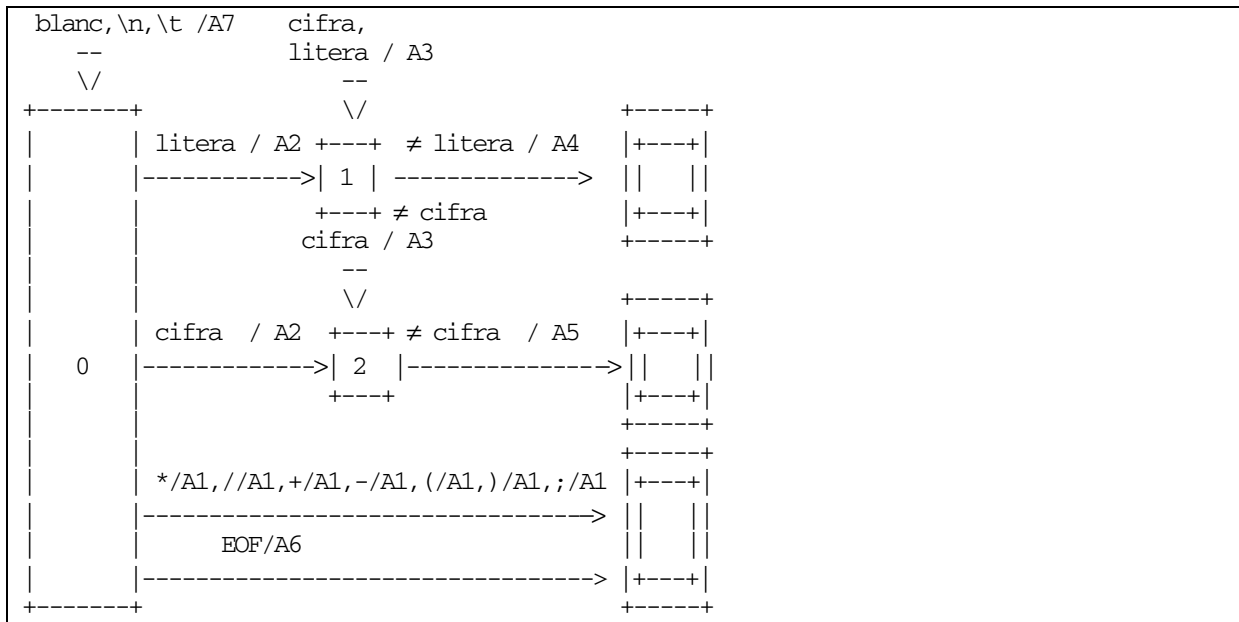 blanc,\n,\t /A7 cifra,
-- litera / A3
\/ --
+-------+ \/ +-----+
| | litera / A2 +---+ ≠ litera / A4 |+---+|
| |------------>| 1 | --------------> || ||
| | +---+ ≠ cifra |+---+|
| | cifra / A3 +-----+
| | --
| | \/ +-----+
| | cifra / A2 +---+ ≠ cifra / A5 |+---+|
| 0 |------------->| 2 |--------------->|| ||
| | +---+ |+---+|
| | +-----+
| | +-----+
| | */A1,//A1,+/A1,-/A1,(/A1,)/A1,;/A1 |+---+|
| |----------------------------------> || ||
| | EOF/A6 || ||
| |----------------------------------> |+---+|
+-------+ +-----+